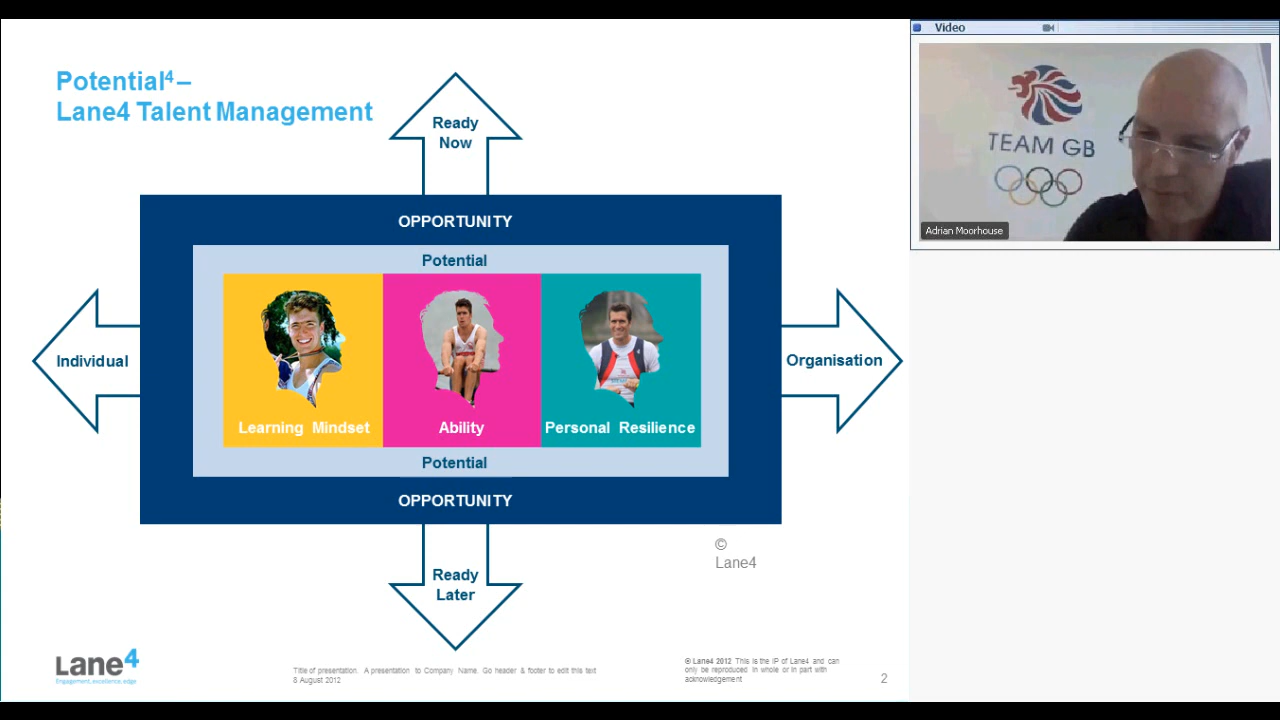 Potential4 –
Lane4 Talent Management
Ready
Now
OPPORTUNITY
Potential
Individual
Organisation
Learning Mindset
Ability
Personal Resilience
Potential
OPPORTUNITY
Ready
Later
©
Lane4
Lane4
Engagement, excellence, edge
Title of presentation. A presentation to Company Name. Go header & footer to edit this text
8 August 2012
© Lane4 2012 This is the IP of Lane4 and can
only be reproduced in whole or in part with
acknowledgement
2
Video
TEAM GB
Adrian Moorhouse